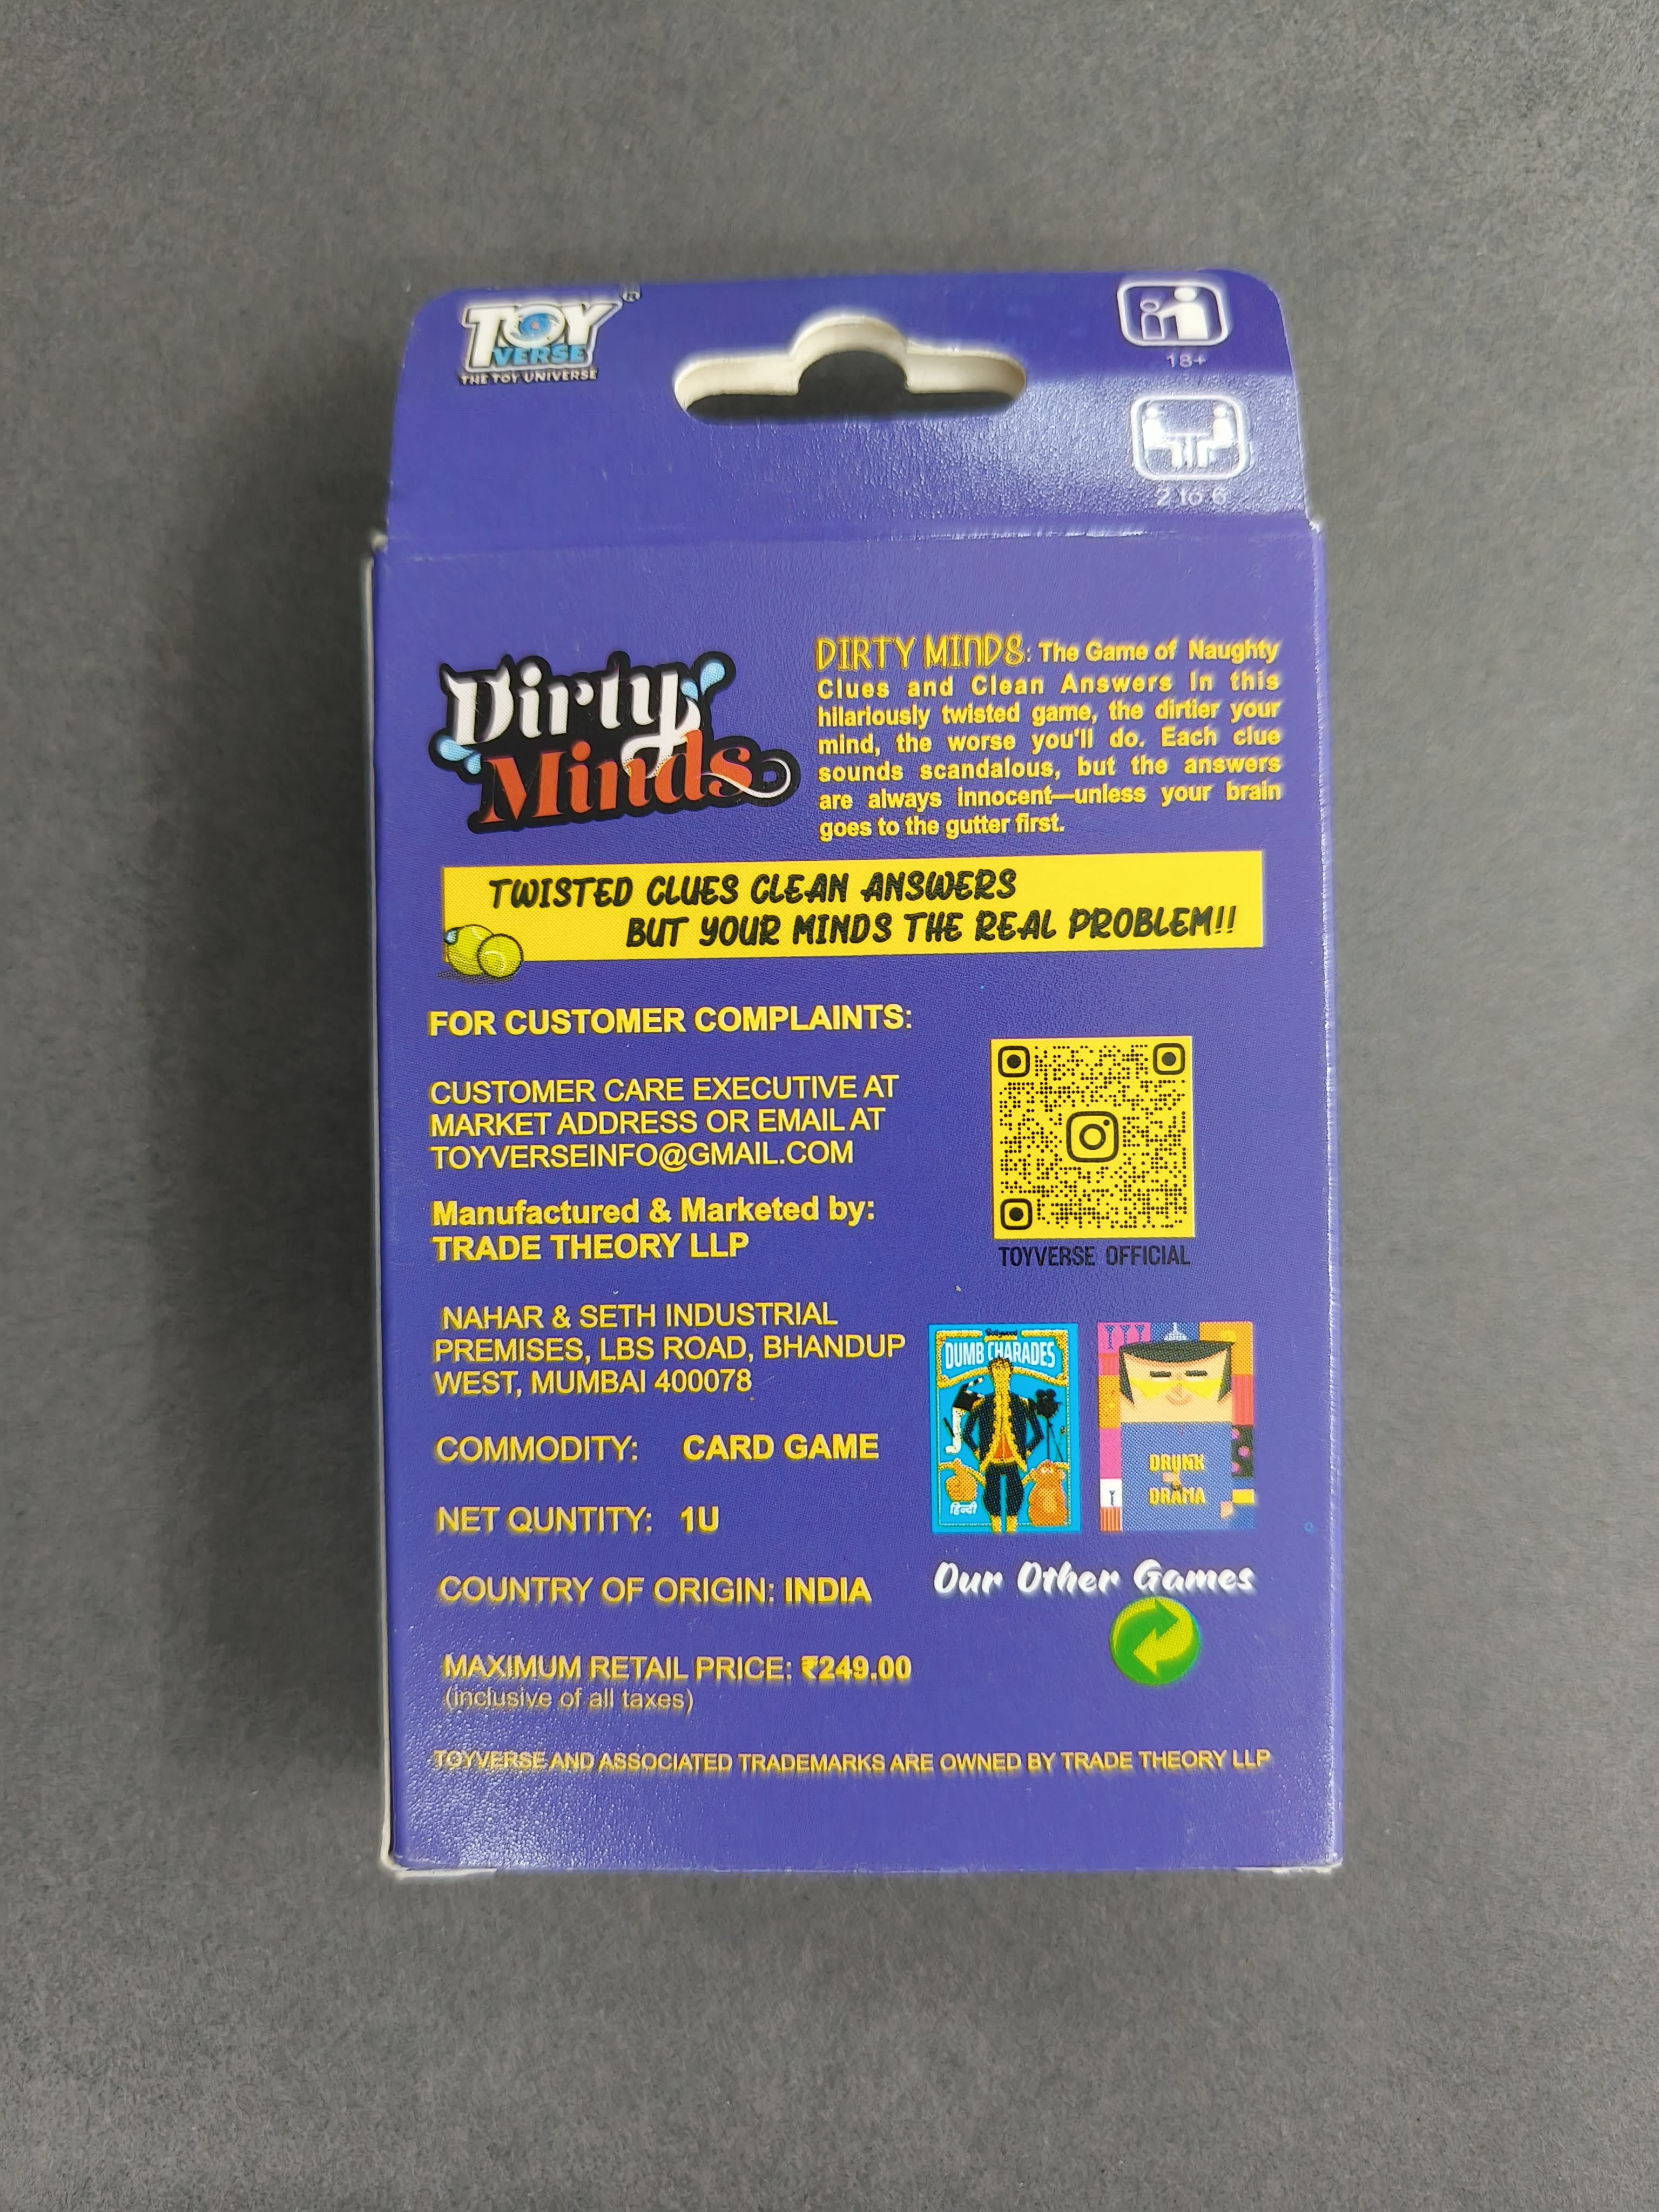 TOY
VERSE
THE TOY UNIVERSE
®
18+
2 to 6
Dirty
Minds
DIRTY MINDS: The Game of Naughty
Clues and Clean Answers In this
hilariously twisted game, the dirtier your
mind, the worse you'll do. Each clue
sounds scandalous, but the answers
are always innocent—unless your brain
goes to the gutter first.
TWISTED CLUES CLEAN ANSWERS
BUT YOUR MINDS THE REAL PROBLEM!!
FOR CUSTOMER COMPLAINTS:
CUSTOMER CARE EXECUTIVE AT
MARKET ADDRESS OR EMAIL AT
TOYVERSEINFO@GMAIL.COM
Manufactured & Marketed by:
TRADE THEORY LLP
NAHAR & SETH INDUSTRIAL
PREMISES, LBS ROAD, BHANDUP
WEST, MUMBAI 400078
COMMODITY: CARD GAME
NET QUNTITY: 1U
COUNTRY OF ORIGIN: INDIA
MAXIMUM RETAIL PRICE: ₹249.00
(inclusive of all taxes)
TOYVERSE OFFICIAL
Bollywood
DUMB CHARADES
हिन्दी
DRUNK
DRAMA
Our Other Games
TOYVERSE AND ASSOCIATED TRADEMARKS ARE OWNED BY TRADE THEORY LLP